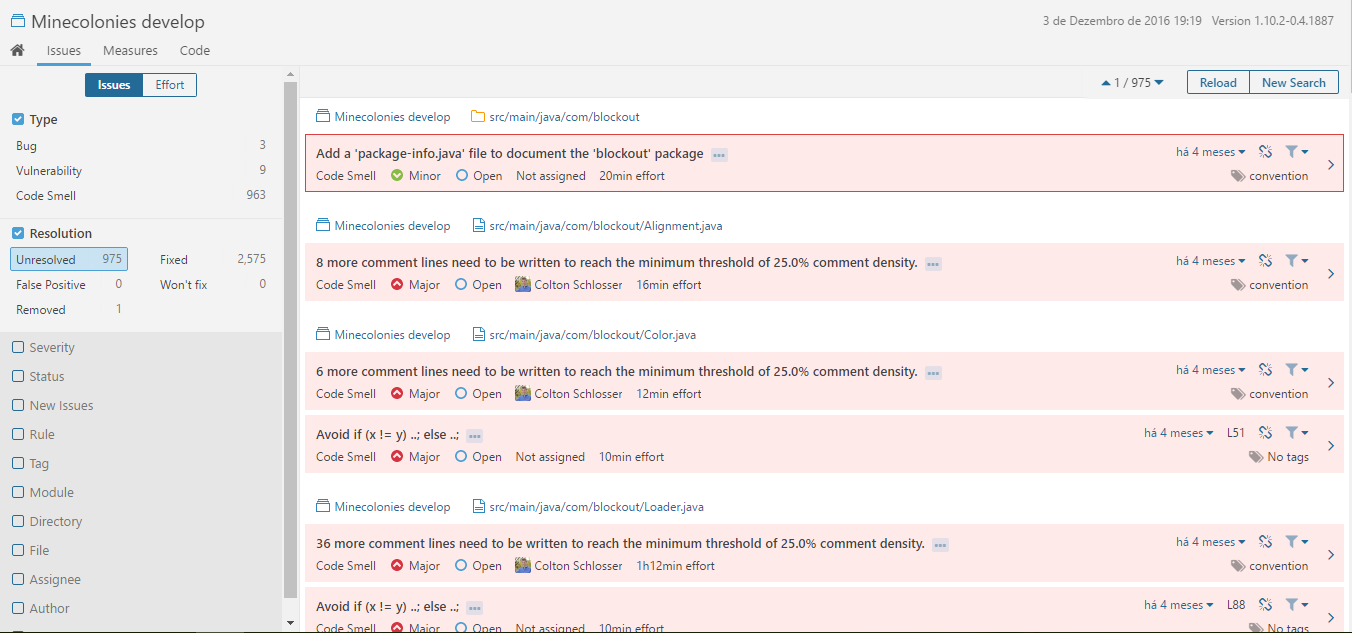 Minecolonies develop
3 de Dezembro de 2016 19:19 Version 1.10.2-0.4.1887
Issues Measures Code
Issues Effort
Type
Bug 3
Vulnerability 9
Code Smell 963
Resolution
Unresolved 975 Fixed 2,575
False Positive 0 Won't fix 0
Removed 1
Severity
Status
New Issues
Rule
Tag
Module
Directory
File
Assignee
Author
1 / 975 Reload New Search
Minecolonies develop src/main/java/com/blockout
Add a 'package-info.java' file to document the 'blockout' package ... há 4 meses
Code Smell Minor Open Not assigned 20min effort convention
Minecolonies develop src/main/java/com/blockout/Alignment.java
8 more comment lines need to be written to reach the minimum threshold of 25.0% comment density. ... há 4 meses
Code Smell Major Open Colton Schlosser 16min effort convention
Minecolonies develop src/main/java/com/blockout/Color.java
6 more comment lines need to be written to reach the minimum threshold of 25.0% comment density. ... há 4 meses
Code Smell Major Open Colton Schlosser 12min effort convention
Avoid if (x != y) ..; else ..; ... há 4 meses L51
Code Smell Major Open Not assigned 10min effort No tags
Minecolonies develop src/main/java/com/blockout/Loader.java
36 more comment lines need to be written to reach the minimum threshold of 25.0% comment density. ... há 4 meses
Code Smell Major Open Colton Schlosser 1h12min effort convention
Avoid if (x != y) ..; else ..; ... há 4 meses L88
Code Smell Major Open Not assigned 10min effort No tags